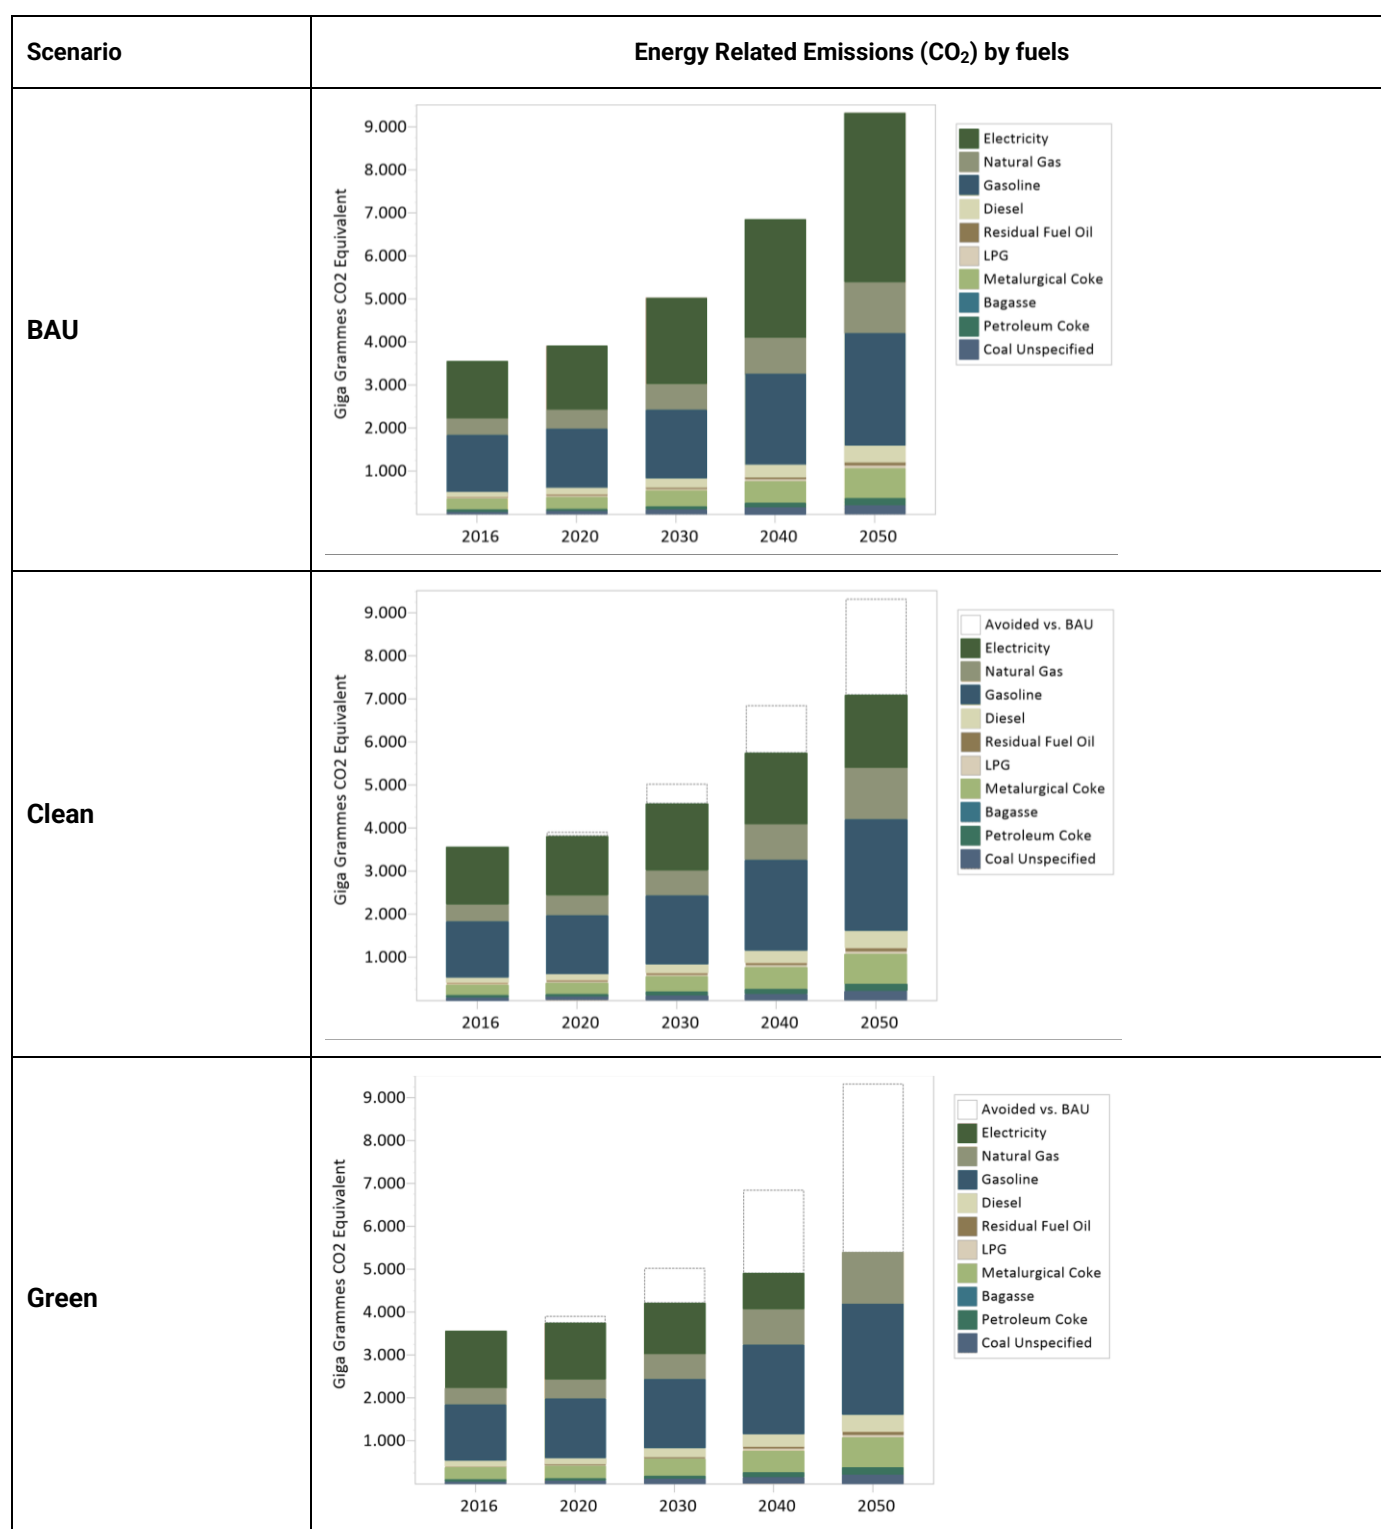 Scenario
Energy Related Emissions (CO₂) by fuels
BAU
Giga Grammes CO2 Equivalent
9.000
8.000
7.000
6.000
5.000
4.000
3.000
2.000
1.000
2016 2020 2030 2040 2050
Electricity
Natural Gas
Gasoline
Diesel
Residual Fuel Oil
LPG
Metalurgical Coke
Bagasse
Petroleum Coke
Coal Unspecified
Clean
Giga Grammes CO2 Equivalent
9.000
8.000
7.000
6.000
5.000
4.000
3.000
2.000
1.000
2016 2020 2030 2040 2050
Avoided vs. BAU
Electricity
Natural Gas
Gasoline
Diesel
Residual Fuel Oil
LPG
Metalurgical Coke
Bagasse
Petroleum Coke
Coal Unspecified
Green
Giga Grammes CO2 Equivalent
9.000
8.000
7.000
6.000
5.000
4.000
3.000
2.000
1.000
2016 2020 2030 2040 2050
Avoided vs. BAU
Electricity
Natural Gas
Gasoline
Diesel
Residual Fuel Oil
LPG
Metalurgical Coke
Bagasse
Petroleum Coke
Coal Unspecified